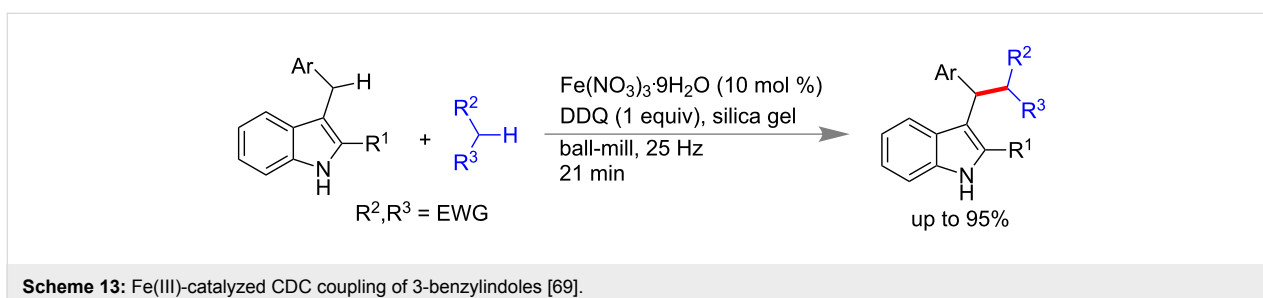 Ar
H
R²
R³
H
+
R¹
N
H
R²,R³ = EWG
Fe(NO₃)₃·9H₂O (10 mol %)
DDQ (1 equiv), silica gel
ball-mill, 25 Hz
21 min
Ar
R²
R³
R¹
N
H
up to 95%
Scheme 13: Fe(III)-catalyzed CDC coupling of 3-benzylindoles [69].